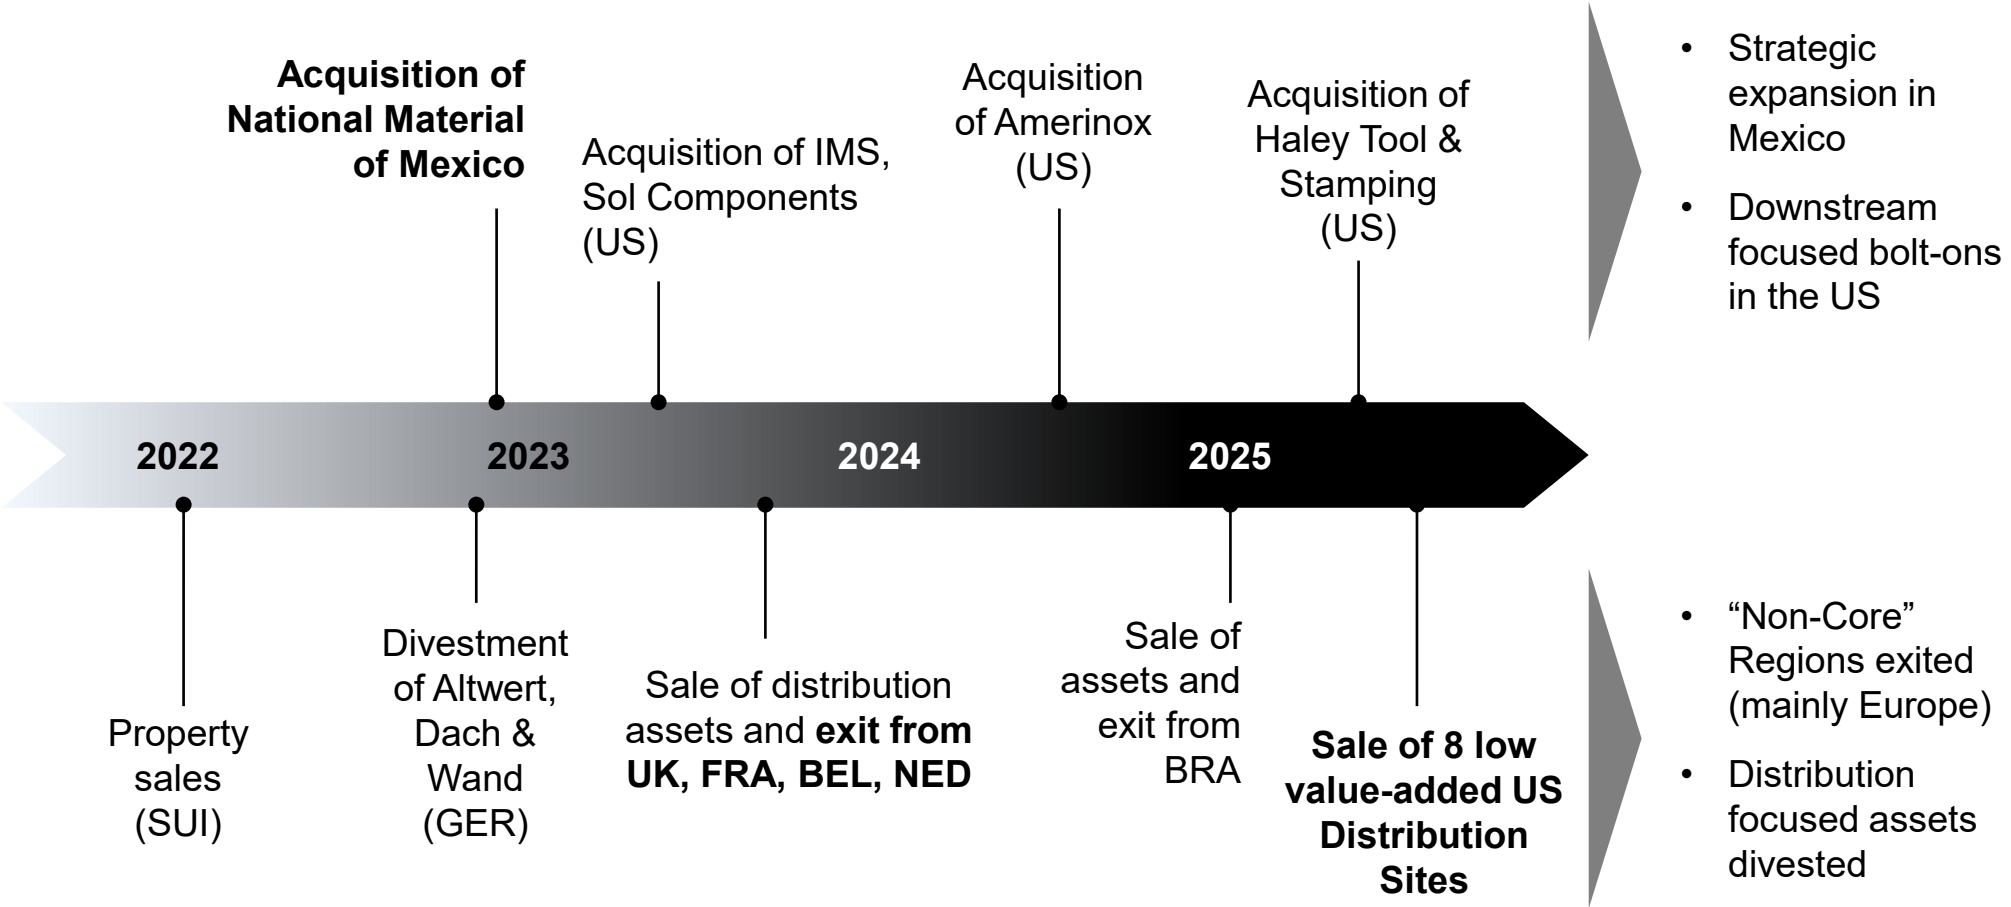 Acquisition of
National Material
of Mexico
Acquisition of IMS,
Sol Components
(US)
Acquisition
of Amerinox
(US)
Acquisition of
Haley Tool &
Stamping
(US)
• Strategic
expansion in
Mexico
• Downstream
focused bolt-ons
in the US
2022
2023
2024
2025
Property
sales
(SUI)
Divestment
of Altwert,
Dach &
Wand
(GER)
Sale of distribution
assets and exit from
UK, FRA, BEL, NED
Sale of
assets and
exit from
BRA
Sale of 8 low
value-added US
Distribution
Sites
• “Non-Core”
Regions exited
(mainly Europe)
• Distribution
focused assets
divested